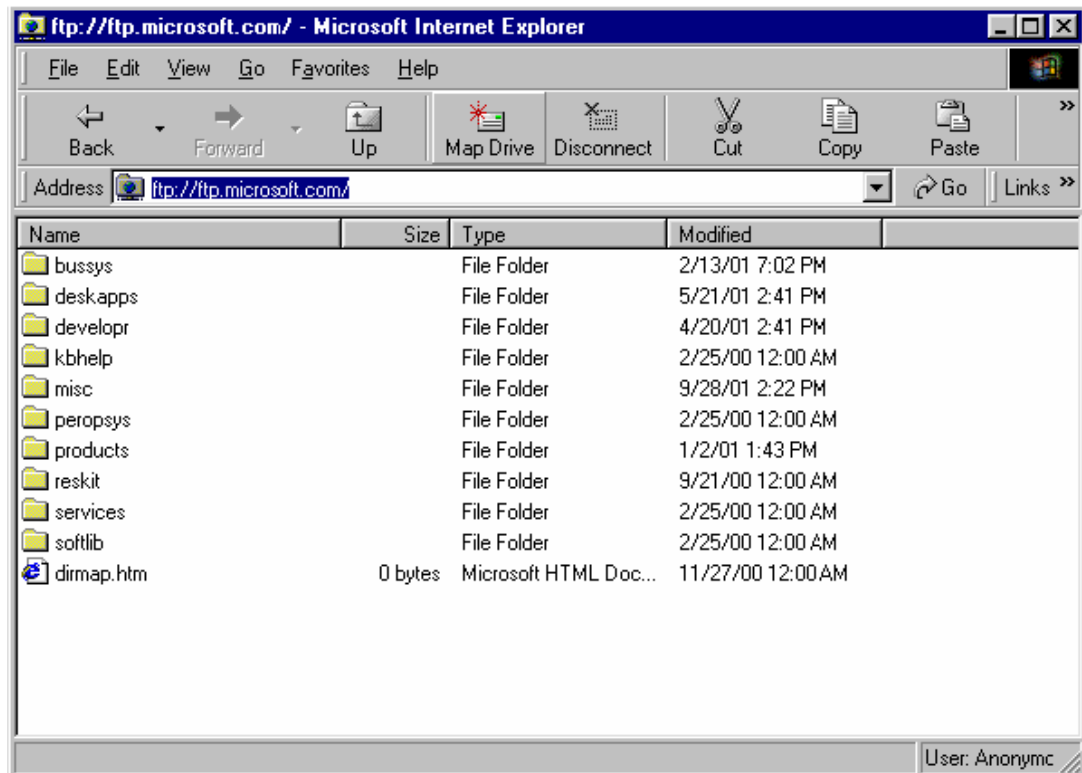 ftp://ftp.microsoft.com/ - Microsoft Internet Explorer
File Edit View Go Favorites Help
Back Forward Up Map Drive Disconnect Cut Copy Paste »
Address ftp://ftp.microsoft.com/ Go Links »
Name Size Type Modified
bussys File Folder 2/13/01 7:02 PM
deskapps File Folder 5/21/01 2:41 PM
developr File Folder 4/20/01 2:41 PM
kbhelp File Folder 2/25/00 12:00 AM
misc File Folder 9/28/01 2:22 PM
peropsys File Folder 2/25/00 12:00 AM
products File Folder 1/2/01 1:43 PM
reskit File Folder 9/21/00 12:00 AM
services File Folder 2/25/00 12:00 AM
softlib File Folder 2/25/00 12:00 AM
dirmap.htm 0 bytes Microsoft HTML Doc... 11/27/00 12:00 AM
User: Anonymc